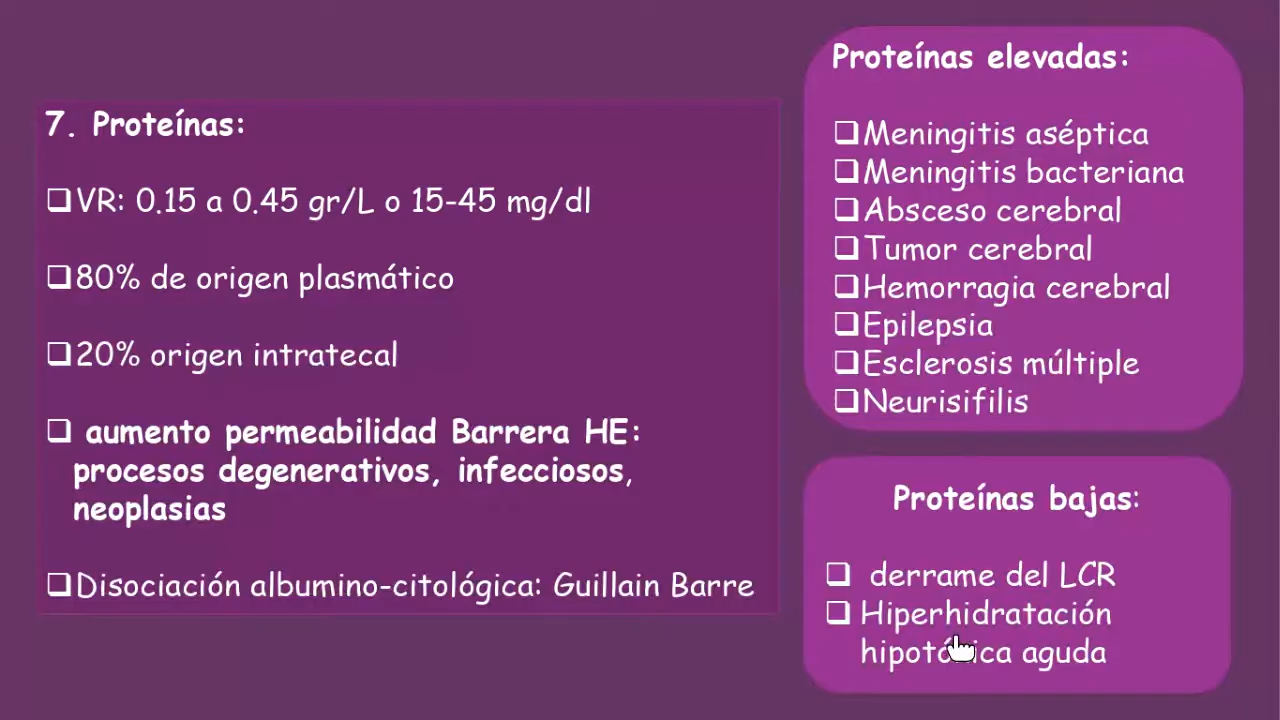 7. Proteínas:
❑VR: 0.15 a 0.45 gr/L o 15-45 mg/dl
❑80% de origen plasmático
❑20% origen intratecal
❑ aumento permeabilidad Barrera HE:
procesos degenerativos, infecciosos,
neoplasias
❑Disociación albumino-citológica: Guillain Barre
Proteínas elevadas:
❑Meningitis aséptica
❑Meningitis bacteriana
❑Absceso cerebral
❑Tumor cerebral
❑Hemorragia cerebral
❑Epilepsia
❑Esclerosis múltiple
❑Neurisifilis
Proteínas bajas:
❑ derrame del LCR
❑ Hiperhidratación
hipotónica aguda